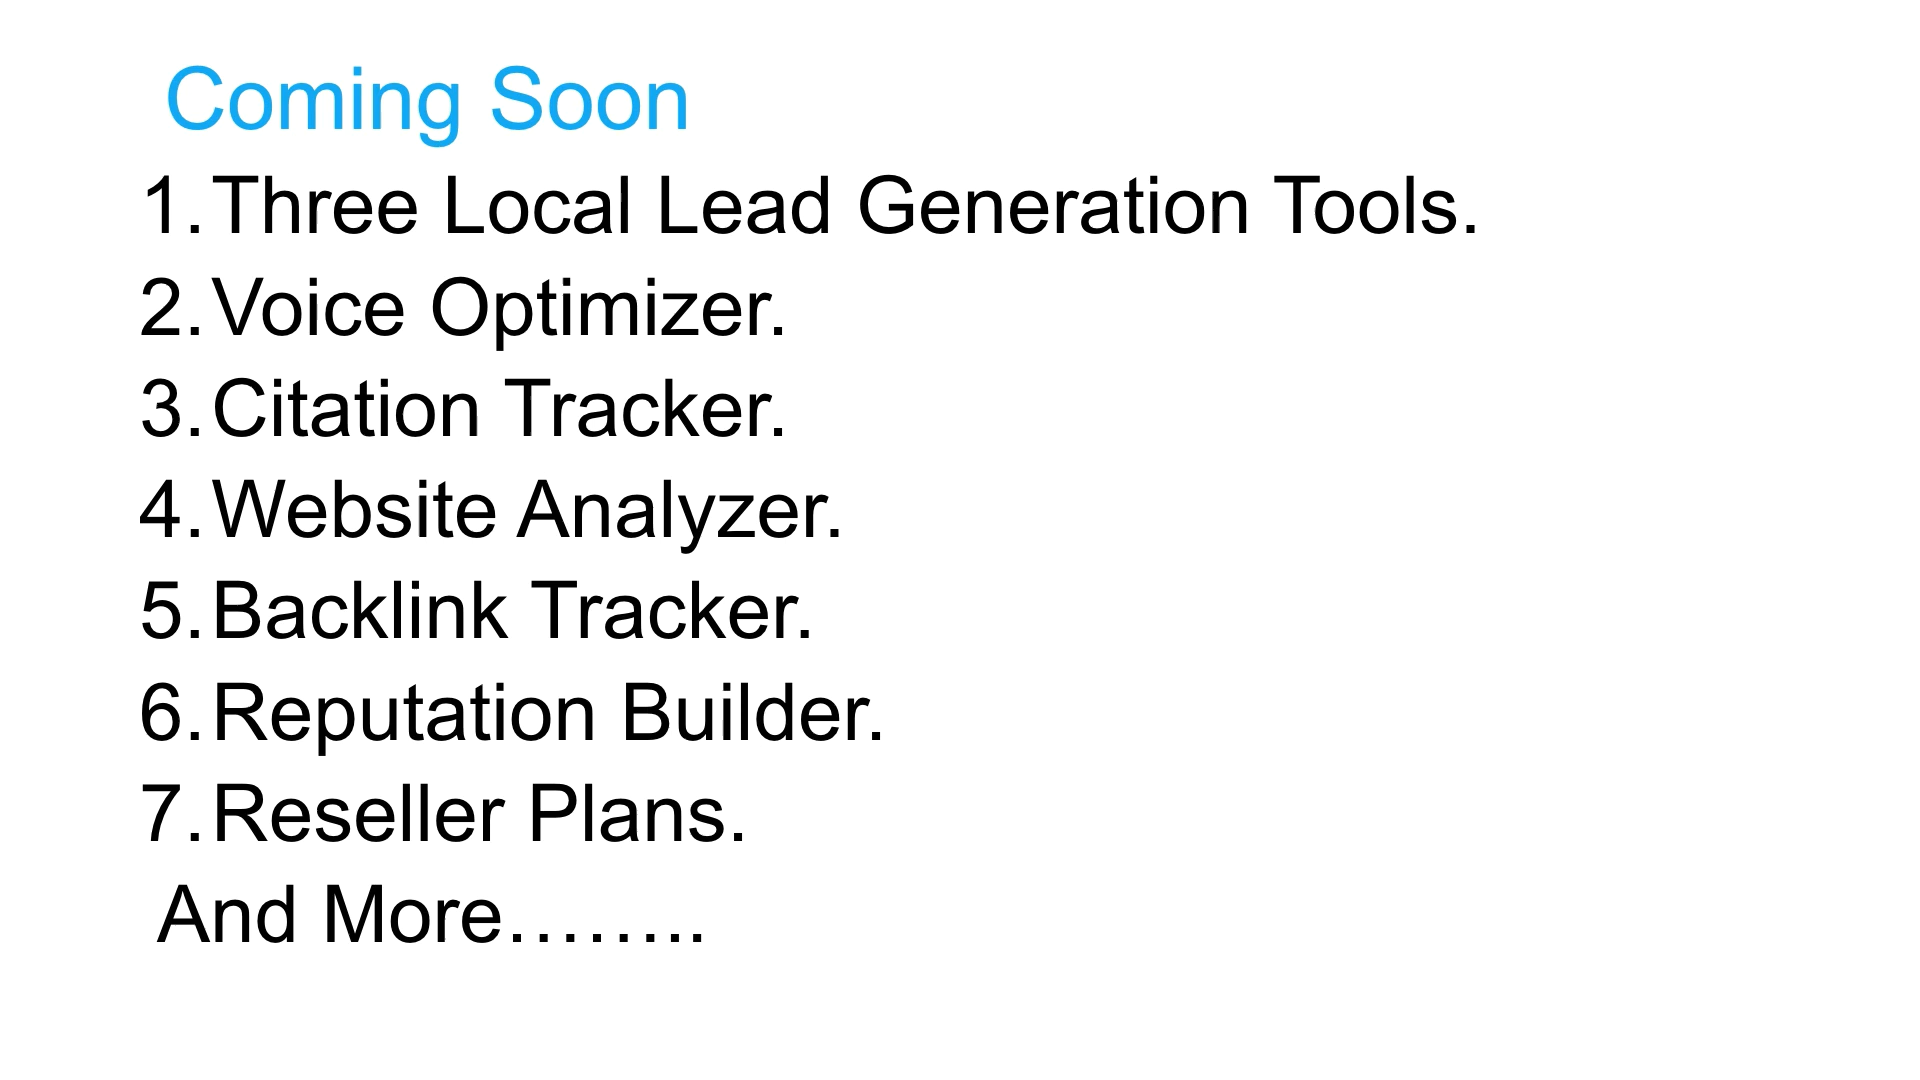 Coming Soon
1. Three Local Lead Generation Tools.
2. Voice Optimizer.
3. Citation Tracker.
4. Website Analyzer.
5. Backlink Tracker.
6. Reputation Builder.
7. Reseller Plans.
And More……..